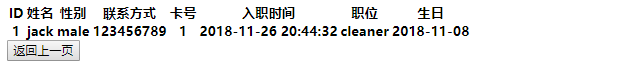 ID 姓名 性别 联系方式 卡号 入职时间 职位 生日
1 jack male 123456789 1 2018-11-26 20:44:32 cleaner 2018-11-08
返回上一页